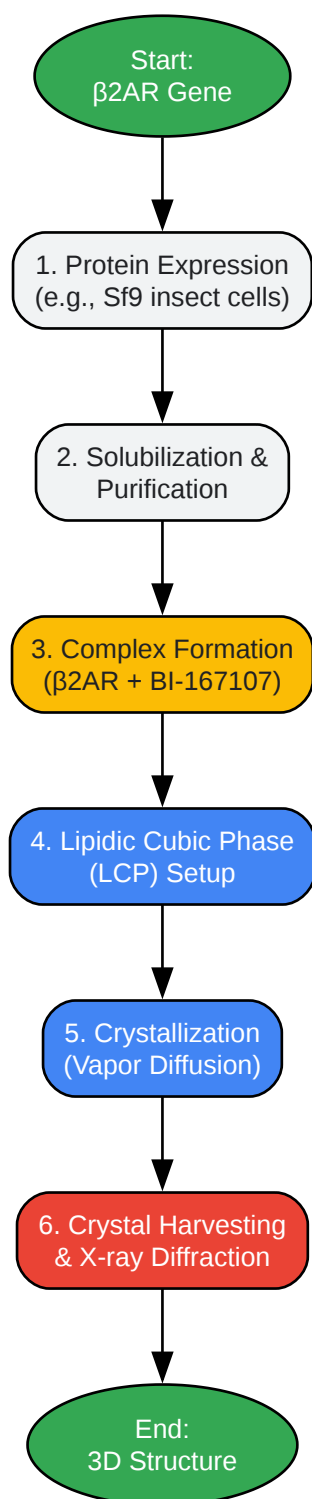 Start:
β2AR Gene
1. Protein Expression
(e.g., Sf9 insect cells)
2. Solubilization &
Purification
3. Complex Formation
(β2AR + BI-167107)
4. Lipidic Cubic Phase
(LCP) Setup
5. Crystallization
(Vapor Diffusion)
6. Crystal Harvesting
& X-ray Diffraction
End:
3D Structure